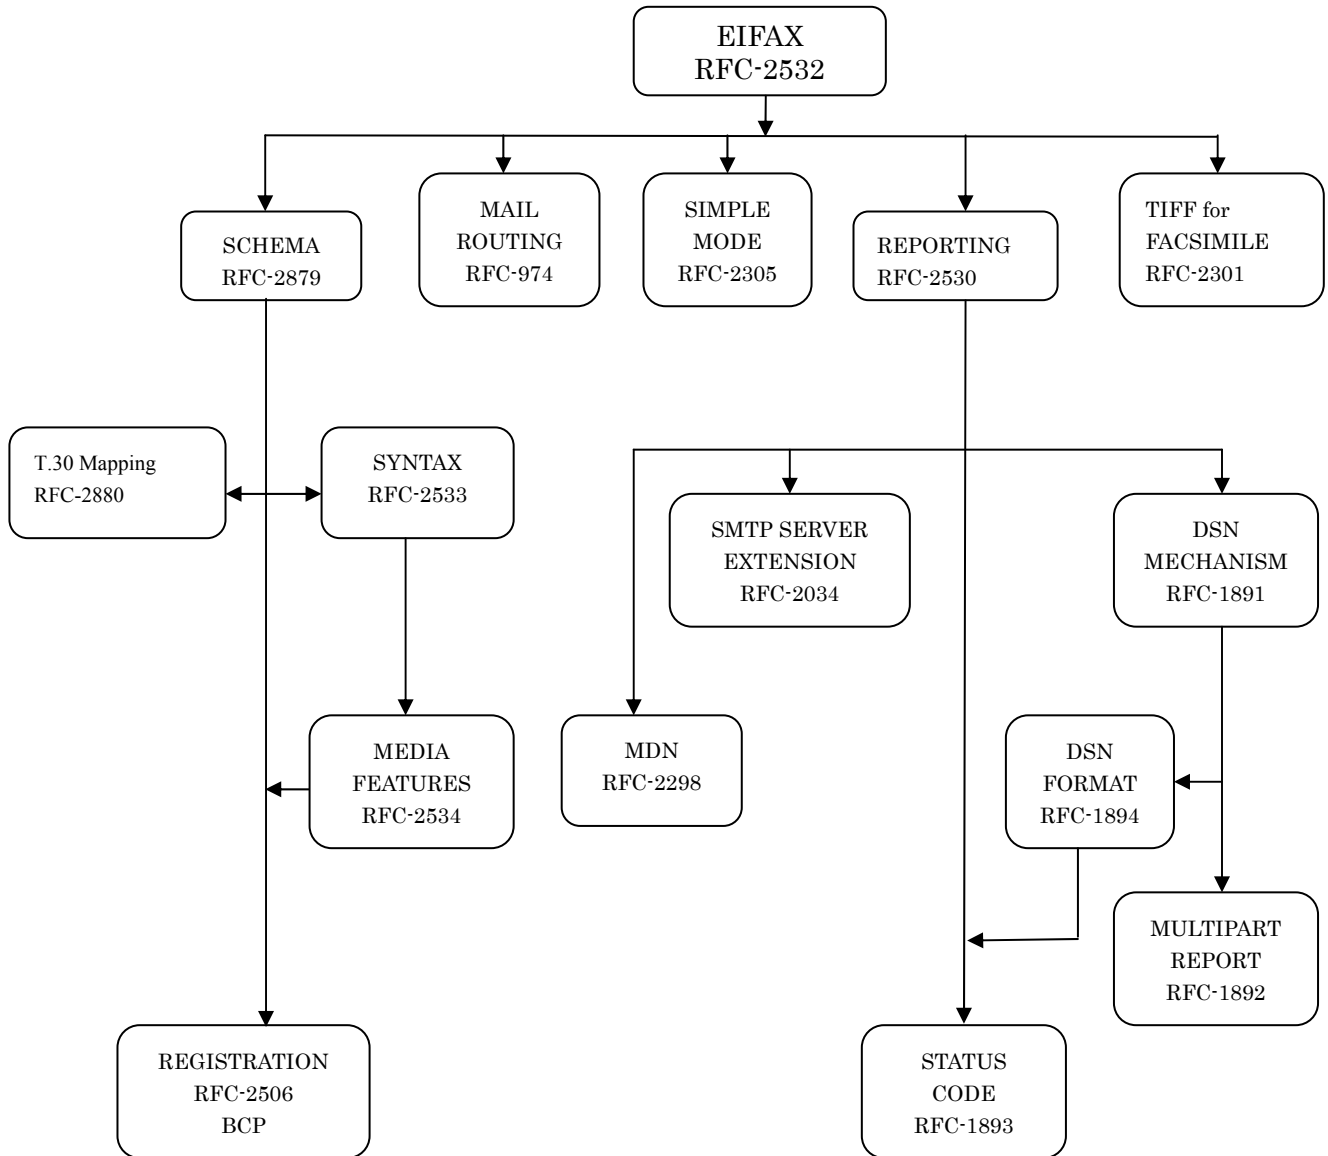 EIFAX
RFC-2532
SCHEMA
RFC-2879
MAIL
ROUTING
RFC-974
SIMPLE
MODE
RFC-2305
REPORTING
RFC-2530
TIFF for
FACSIMILE
RFC-2301
T.30 Mapping
RFC-2880
SYNTAX
RFC-2533
SMTP SERVER
EXTENSION
RFC-2034
DSN
MECHANISM
RFC-1891
MEDIA
FEATURES
RFC-2534
MDN
RFC-2298
DSN
FORMAT
RFC-1894
MULTIPART
REPORT
RFC-1892
REGISTRATION
RFC-2506
BCP
STATUS
CODE
RFC-1893